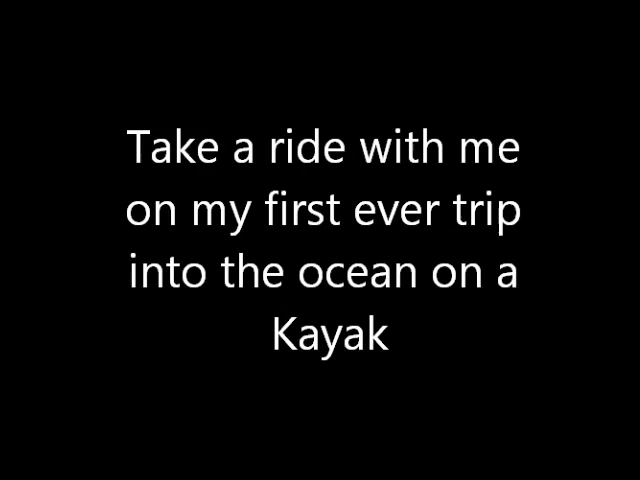 Take a ride with me
on my first ever trip
into the ocean on a
Kayak